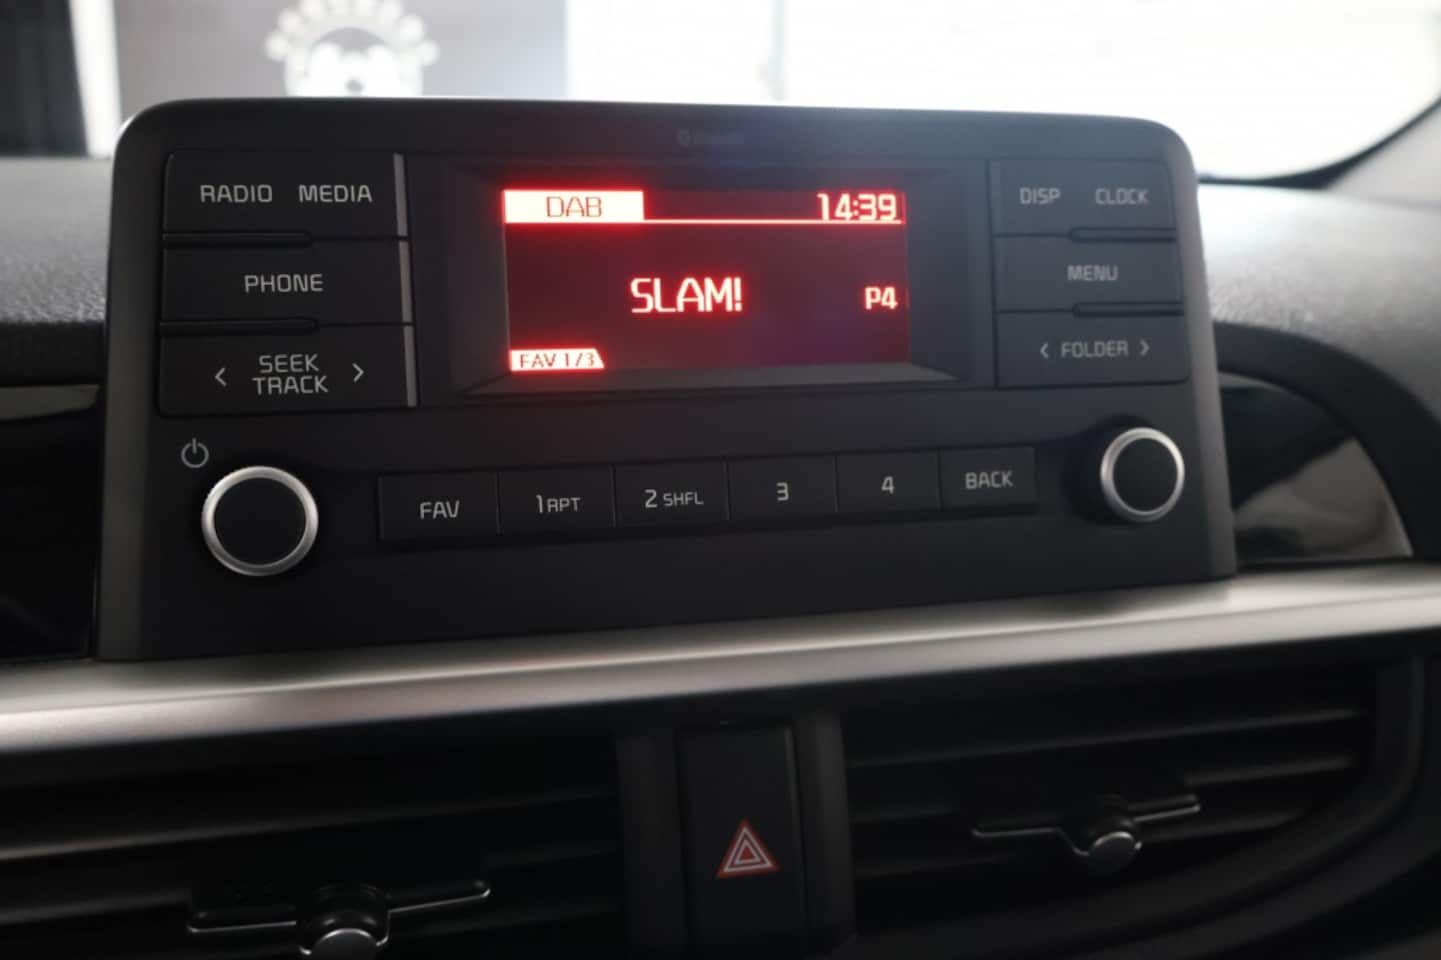 RADIO MEDIA
PHONE
< SEEK >
TRACK
DAB 14:39
SLAM! P4
FAV 1/3
DISP CLOCK
MENU
< FOLDER >
FAV 1 RPT 2 SHFL 3 4 BACK